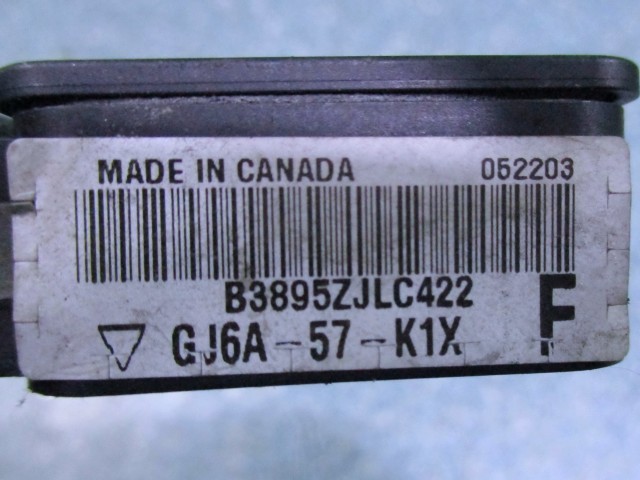 MADE IN CANADA 052203
B3895ZJLC422
GJ6A-57-K1X F